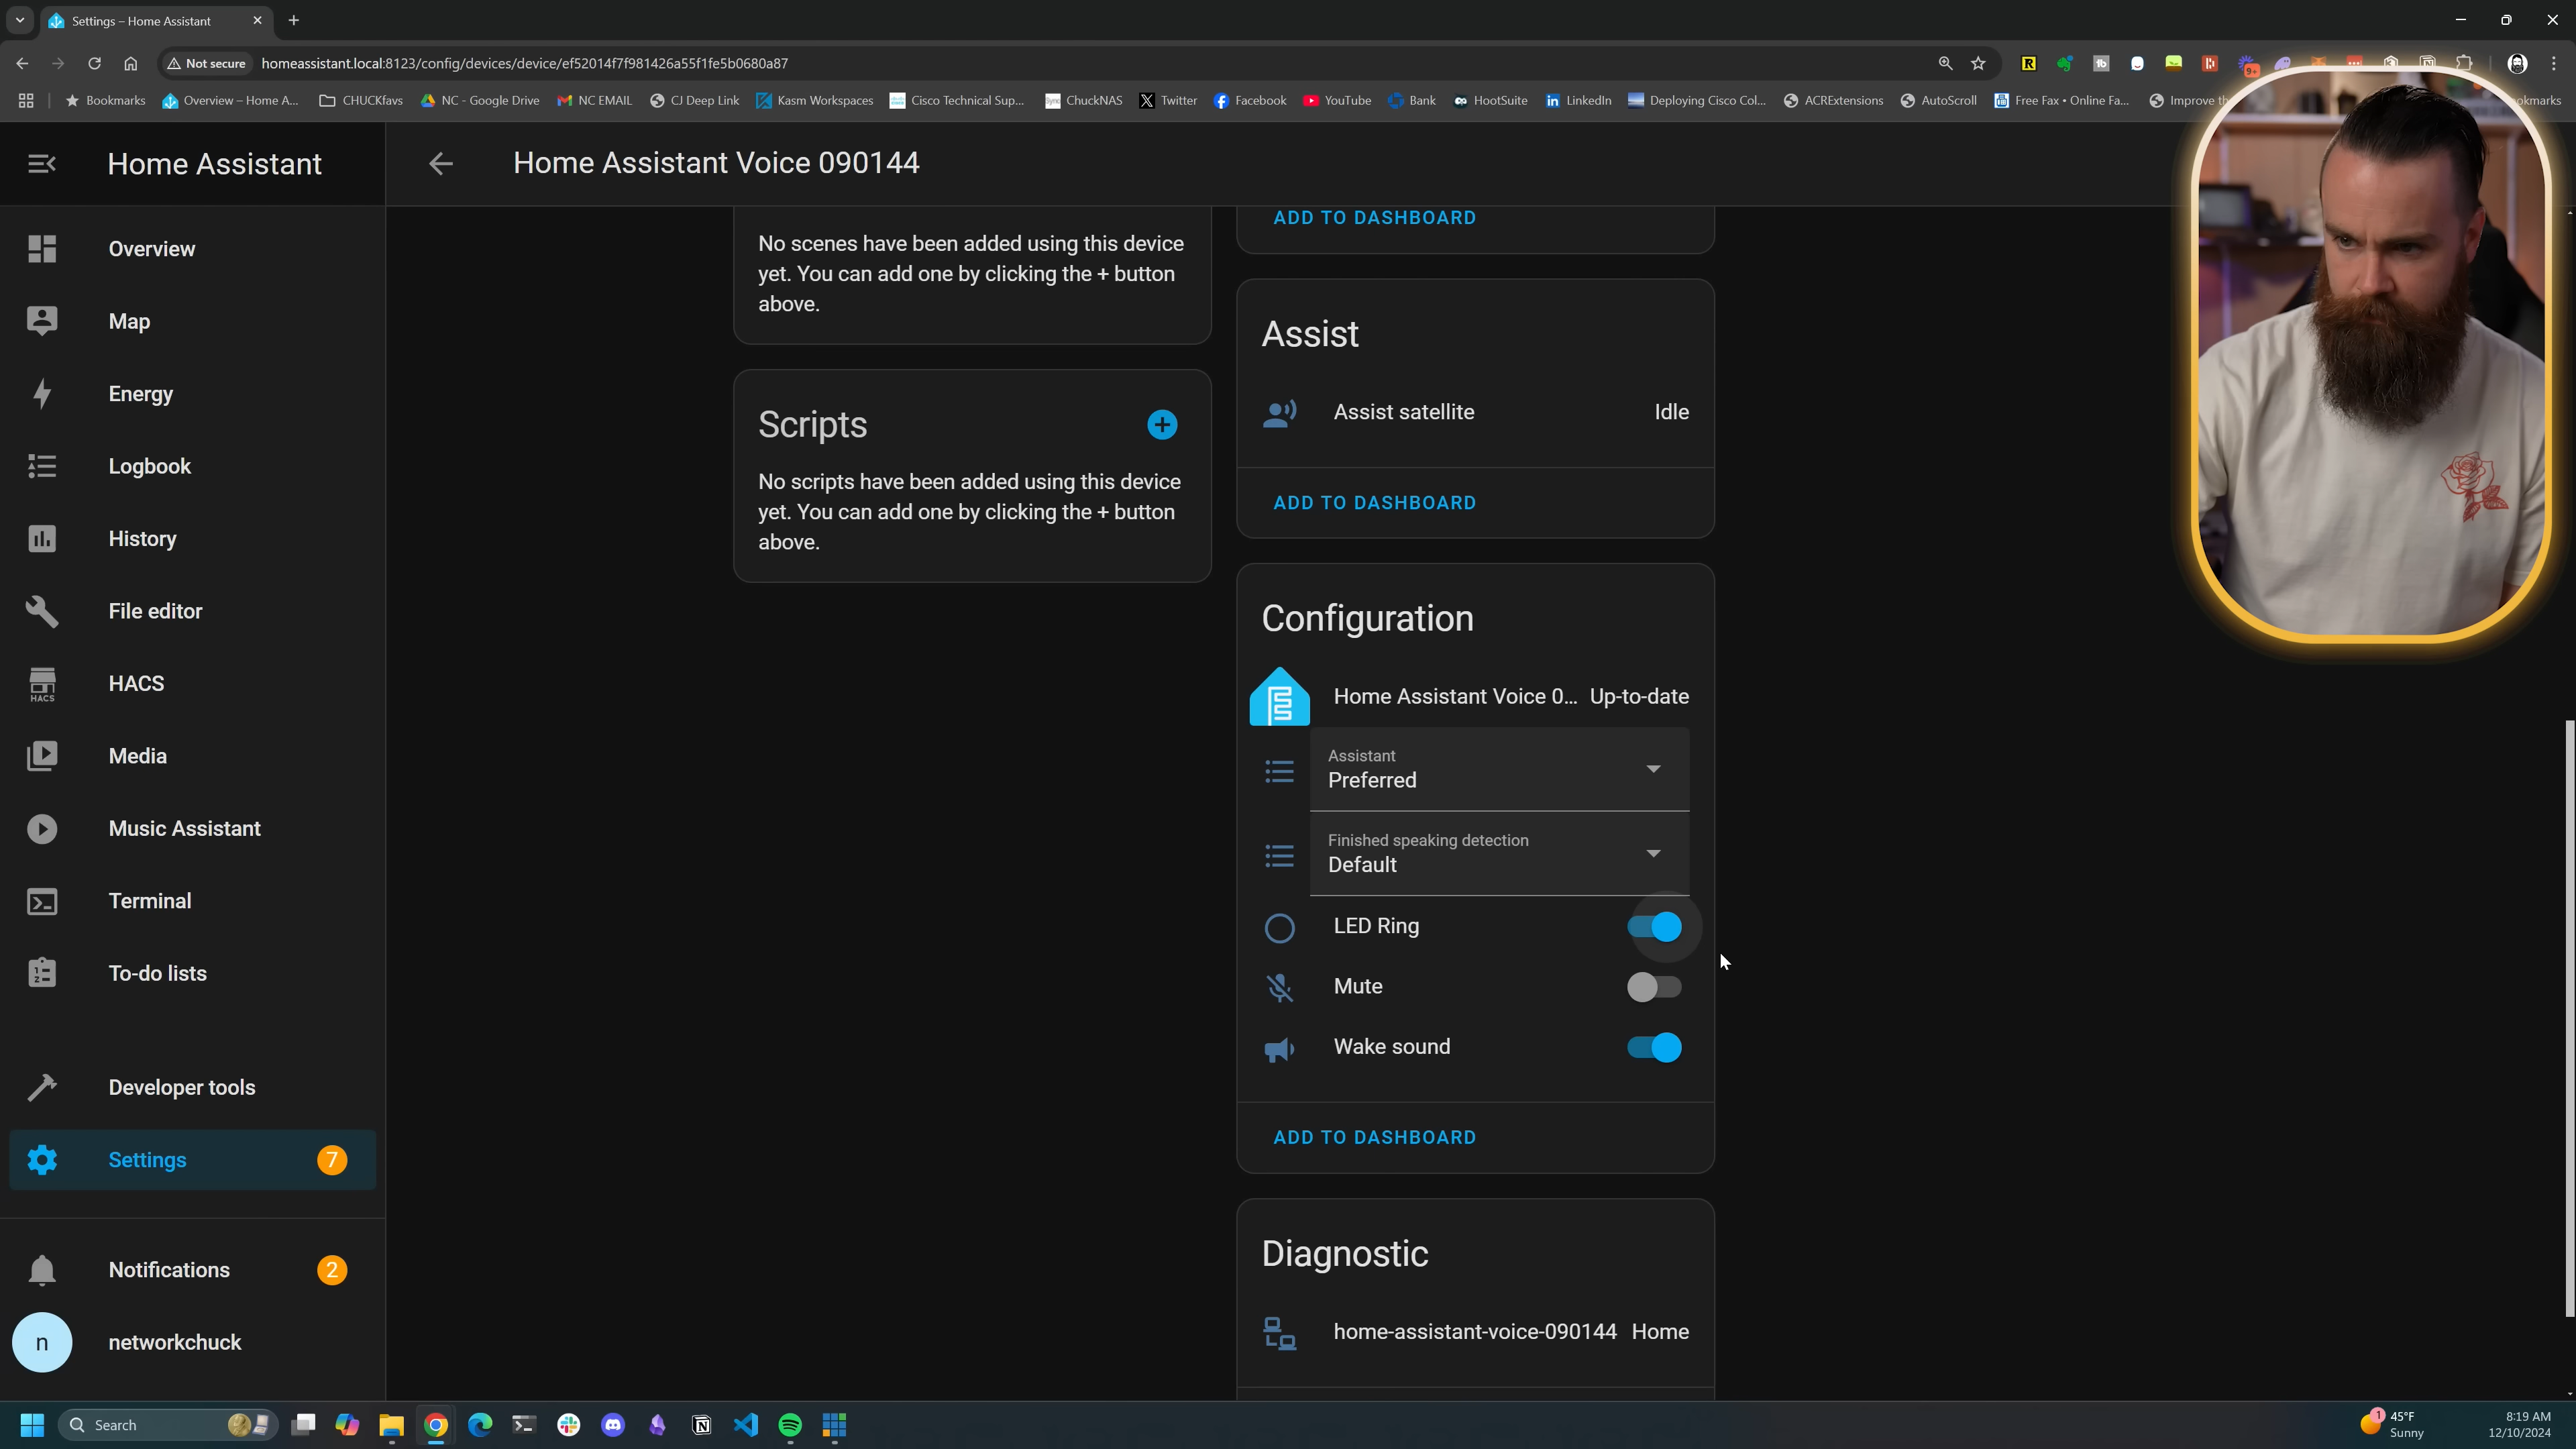 Settings – Home Assistant
Not secure
homeassistant.local:8123/config/devices/device/ef52014f7f981426a55f1fe5b0680a87
Bookmarks
Overview – Home A...
CHUCKfavs
NC - Google Drive
NC EMAIL
CJ Deep Link
Kasm Workspaces
Cisco Technical Sup...
ChuckNAS
Twitter
Facebook
YouTube
Bank
HootSuite
LinkedIn
Deploying Cisco Col...
ACRExtensions
AutoScroll
Free Fax • Online Fa...
Improve
Home Assistant
Home Assistant Voice 090144
Overview
Map
Energy
Logbook
History
File editor
HACS
HACS
Media
Music Assistant
Terminal
To-do lists
Developer tools
Settings 7
Notifications 2
n networkchuck
No scenes have been added using this device
yet. You can add one by clicking the + button
above.
Scripts
No scripts have been added using this device
yet. You can add one by clicking the + button
above.
ADD TO DASHBOARD
Assist
Assist satellite Idle
ADD TO DASHBOARD
Configuration
Home Assistant Voice 0... Up-to-date
Assistant
Preferred
Finished speaking detection
Default
LED Ring
Mute
Wake sound
ADD TO DASHBOARD
Diagnostic
home-assistant-voice-090144 Home
Search
1
45°F
Sunny
8:19 AM
12/10/2024